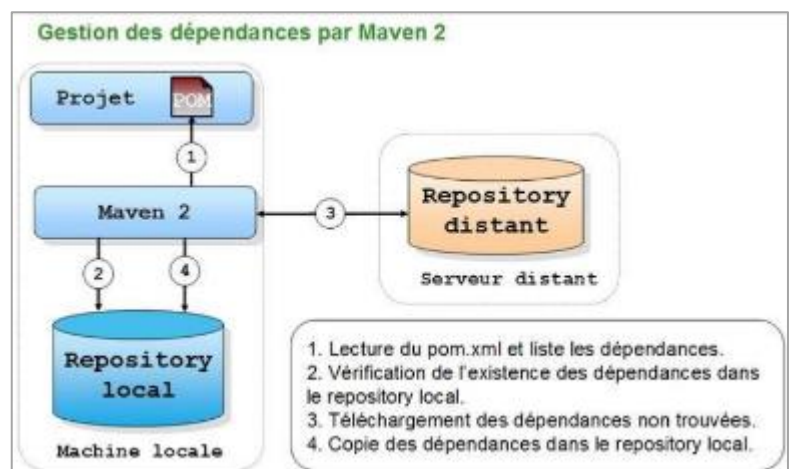 Gestion des dépendances par Maven 2
Projet
POM
1
Maven 2
3
Repository
distant
Serveur distant
2
4
Repository
local
Machine locale
1. Lecture du pom.xml et liste les dépendances.
2. Vérification de l'existence des dépendances dans
le repository local.
3. Téléchargement des dépendances non trouvées.
4. Copie des dépendances dans le repository local.